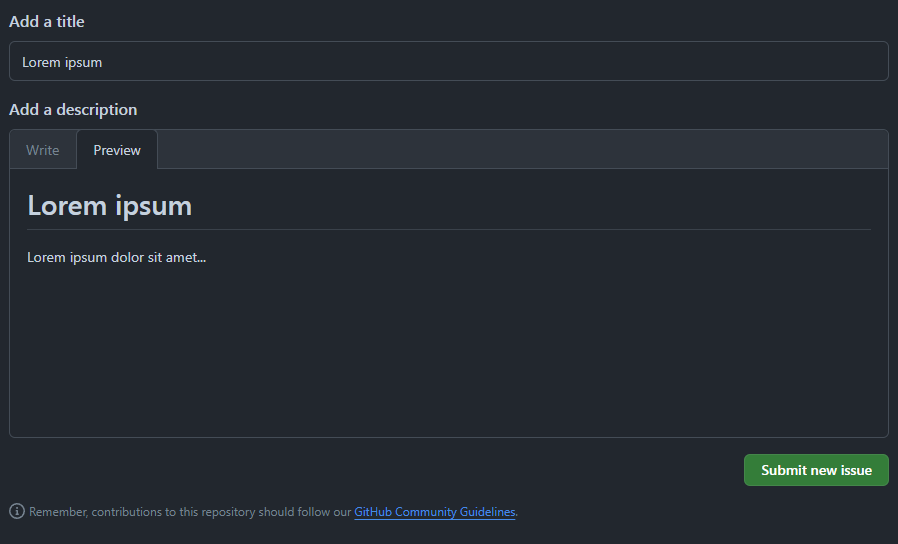 Add a title
Lorem ipsum
Add a description
Write Preview
Lorem ipsum
Lorem ipsum dolor sit amet...
Submit new issue
Remember, contributions to this repository should follow our GitHub Community Guidelines.